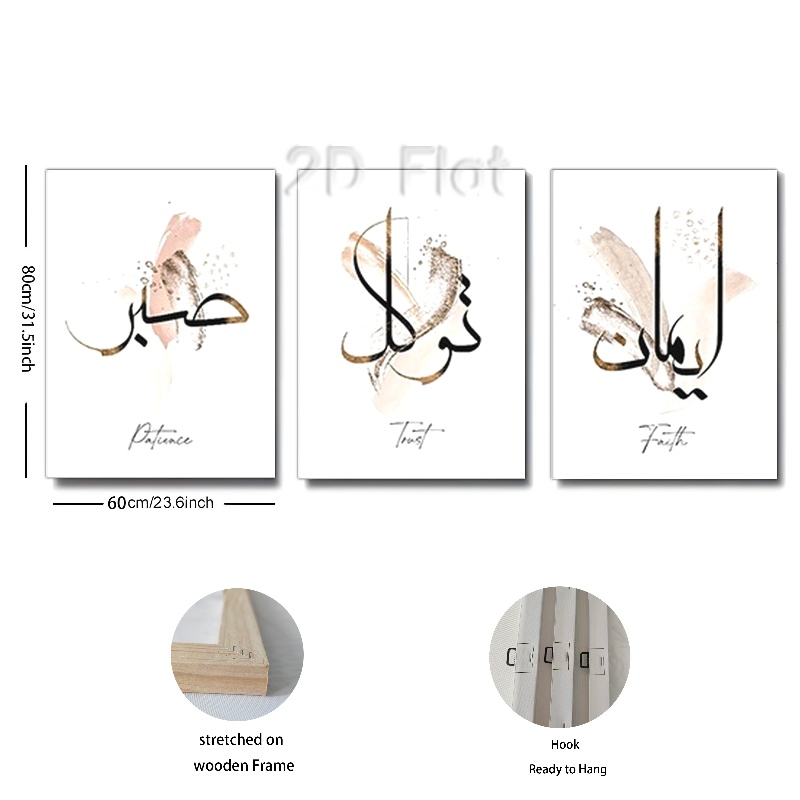 2D Flat
80cm/31.5inch
صبر
توكل
إيمان
Patience
Trust
Faith
60cm/23.6inch
stretched on
wooden Frame
Hook
Ready to Hang